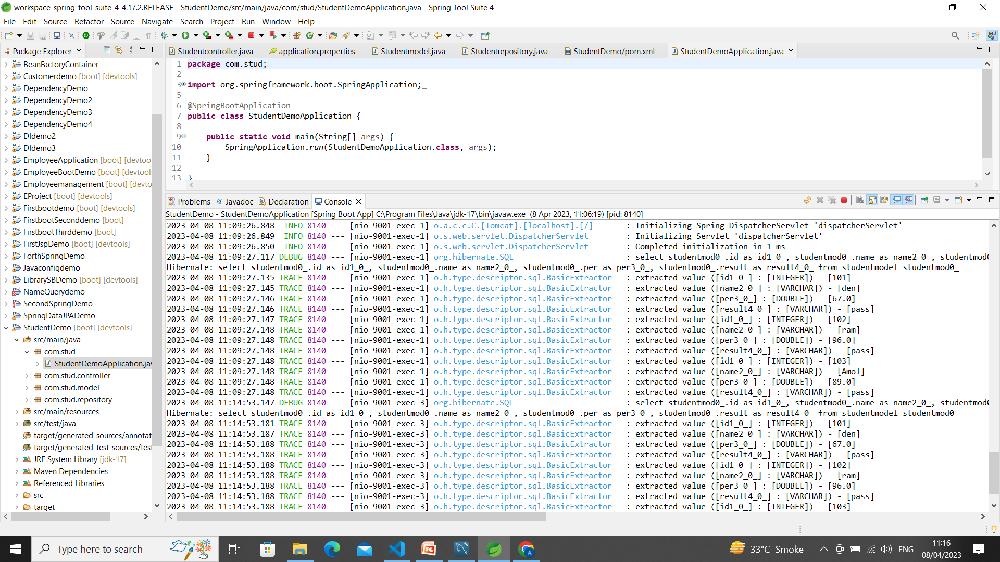 workspace-spring-tool-suite-4-4.17.2.RELEASE - StudentDemo/src/main/java/com/stud/StudentDemoApplication.java - Spring Tool Suite 4
File Edit Source Refactor Source Navigate Search Project Run Window Help
Package Explorer
BeanFactoryContainer
Customerdemo [boot] [devtools]
DependencyDemo
DependencyDemo2
DependencyDemo3
DependencyDemo4
DIdemo2
DIdemo3
EmployeeApplication [boot] [devtoo
EmployeeBootDemo [boot] [devtool
Employeemanagement [boot] [devto
EProject [boot] [devtools]
Firstbootdemo [boot] [devtools]
FirstbootSeconddemo [boot]
FirstbootThirddemo [boot]
FirstJspDemo [boot] [devtools]
ForthSpringDemo
Javaconfigdemo
LibrarySBDemo [boot] [devtools]
NameQuerydemo
SecondSpringDemo
SpringDataJPADemo
StudentDemo [boot] [devtools]
src/main/java
com.stud
StudentDemoApplication.jav
com.stud.controller
com.stud.model
com.stud.repository
src/main/resources
src/test/java
target/generated-sources/annotat
target/generated-test-sources/test
JRE System Library [jdk-17]
Maven Dependencies
Referenced Libraries
src
target
Studentcontroller.java application.properties Studentmodel.java Studentrepository.java StudentDemo/pom.xml StudentDemoApplication.java
1 package com.stud;
2
3 import org.springframework.boot.SpringApplication;
5
6 @SpringBootApplication
7 public class StudentDemoApplication {
8
9 public static void main(String[] args) {
10 SpringApplication.run(StudentDemoApplication.class, args);
11 }
12
13 }
Problems @ Javadoc Declaration Console
StudentDemo - StudentDemoApplication [Spring Boot App] C:\Program Files\Java\jdk-17\bin\javaw.exe (8 Apr 2023, 11:06:19) [pid: 8140]
2023-04-08 11:09:26.848 INFO 8140 --- [nio-9001-exec-1] o.a.c.c.C.[Tomcat].[localhost].[/] : Initializing Spring DispatcherServlet 'dispatcherServlet'
2023-04-08 11:09:26.849 INFO 8140 --- [nio-9001-exec-1] o.s.web.servlet.DispatcherServlet : Initializing Servlet 'dispatcherServlet'
2023-04-08 11:09:26.850 INFO 8140 --- [nio-9001-exec-1] o.s.web.servlet.DispatcherServlet : Completed initialization in 1 ms
2023-04-08 11:09:27.117 DEBUG 8140 --- [nio-9001-exec-1] org.hibernate.SQL : select studentmod0_.id as id1_0_, studentmod0_.name as name2_0_, studentmod0
Hibernate: select studentmod0_.id as id1_0_, studentmod0_.name as name2_0_, studentmod0_.per as per3_0_, studentmod0_.result as result4_0_ from studentmodel studentmod0_
2023-04-08 11:09:27.135 TRACE 8140 --- [nio-9001-exec-1] o.h.type.descriptor.sql.BasicExtractor : extracted value ([id1_0_] : [INTEGER]) - [101]
2023-04-08 11:09:27.145 TRACE 8140 --- [nio-9001-exec-1] o.h.type.descriptor.sql.BasicExtractor : extracted value ([name2_0_] : [VARCHAR]) - [den]
2023-04-08 11:09:27.146 TRACE 8140 --- [nio-9001-exec-1] o.h.type.descriptor.sql.BasicExtractor : extracted value ([per3_0_] : [DOUBLE]) - [67.0]
2023-04-08 11:09:27.146 TRACE 8140 --- [nio-9001-exec-1] o.h.type.descriptor.sql.BasicExtractor : extracted value ([result4_0_] : [VARCHAR]) - [pass]
2023-04-08 11:09:27.147 TRACE 8140 --- [nio-9001-exec-1] o.h.type.descriptor.sql.BasicExtractor : extracted value ([id1_0_] : [INTEGER]) - [102]
2023-04-08 11:09:27.148 TRACE 8140 --- [nio-9001-exec-1] o.h.type.descriptor.sql.BasicExtractor : extracted value ([name2_0_] : [VARCHAR]) - [ram]
2023-04-08 11:09:27.148 TRACE 8140 --- [nio-9001-exec-1] o.h.type.descriptor.sql.BasicExtractor : extracted value ([per3_0_] : [DOUBLE]) - [96.0]
2023-04-08 11:09:27.148 TRACE 8140 --- [nio-9001-exec-1] o.h.type.descriptor.sql.BasicExtractor : extracted value ([result4_0_] : [VARCHAR]) - [pass]
2023-04-08 11:09:27.148 TRACE 8140 --- [nio-9001-exec-1] o.h.type.descriptor.sql.BasicExtractor : extracted value ([id1_0_] : [INTEGER]) - [103]
2023-04-08 11:09:27.148 TRACE 8140 --- [nio-9001-exec-1] o.h.type.descriptor.sql.BasicExtractor : extracted value ([name2_0_] : [VARCHAR]) - [Amol]
2023-04-08 11:09:27.148 TRACE 8140 --- [nio-9001-exec-1] o.h.type.descriptor.sql.BasicExtractor : extracted value ([per3_0_] : [DOUBLE]) - [89.0]
2023-04-08 11:09:27.148 TRACE 8140 --- [nio-9001-exec-1] o.h.type.descriptor.sql.BasicExtractor : extracted value ([result4_0_] : [VARCHAR]) - [pass]
2023-04-08 11:14:53.147 DEBUG 8140 --- [nio-9001-exec-3] org.hibernate.SQL : select studentmod0_.id as id1_0_, studentmod0_.name as name2_0_, studentmod0
Hibernate: select studentmod0_.id as id1_0_, studentmod0_.name as name2_0_, studentmod0_.per as per3_0_, studentmod0_.result as result4_0_ from studentmodel studentmod0_
2023-04-08 11:14:53.181 TRACE 8140 --- [nio-9001-exec-3] o.h.type.descriptor.sql.BasicExtractor : extracted value ([id1_0_] : [INTEGER]) - [101]
2023-04-08 11:14:53.187 TRACE 8140 --- [nio-9001-exec-3] o.h.type.descriptor.sql.BasicExtractor : extracted value ([name2_0_] : [VARCHAR]) - [den]
2023-04-08 11:14:53.188 TRACE 8140 --- [nio-9001-exec-3] o.h.type.descriptor.sql.BasicExtractor : extracted value ([per3_0_] : [DOUBLE]) - [67.0]
2023-04-08 11:14:53.188 TRACE 8140 --- [nio-9001-exec-3] o.h.type.descriptor.sql.BasicExtractor : extracted value ([result4_0_] : [VARCHAR]) - [pass]
2023-04-08 11:14:53.188 TRACE 8140 --- [nio-9001-exec-3] o.h.type.descriptor.sql.BasicExtractor : extracted value ([id1_0_] : [INTEGER]) - [102]
2023-04-08 11:14:53.188 TRACE 8140 --- [nio-9001-exec-3] o.h.type.descriptor.sql.BasicExtractor : extracted value ([name2_0_] : [VARCHAR]) - [ram]
2023-04-08 11:14:53.188 TRACE 8140 --- [nio-9001-exec-3] o.h.type.descriptor.sql.BasicExtractor : extracted value ([per3_0_] : [DOUBLE]) - [96.0]
2023-04-08 11:14:53.188 TRACE 8140 --- [nio-9001-exec-3] o.h.type.descriptor.sql.BasicExtractor : extracted value ([result4_0_] : [VARCHAR]) - [pass]
2023-04-08 11:14:53.188 TRACE 8140 --- [nio-9001-exec-3] o.h.type.descriptor.sql.BasicExtractor : extracted value ([id1_0_] : [INTEGER]) - [103]
Type here to search
33°C Smoke
ENG
11:16
08/04/2023